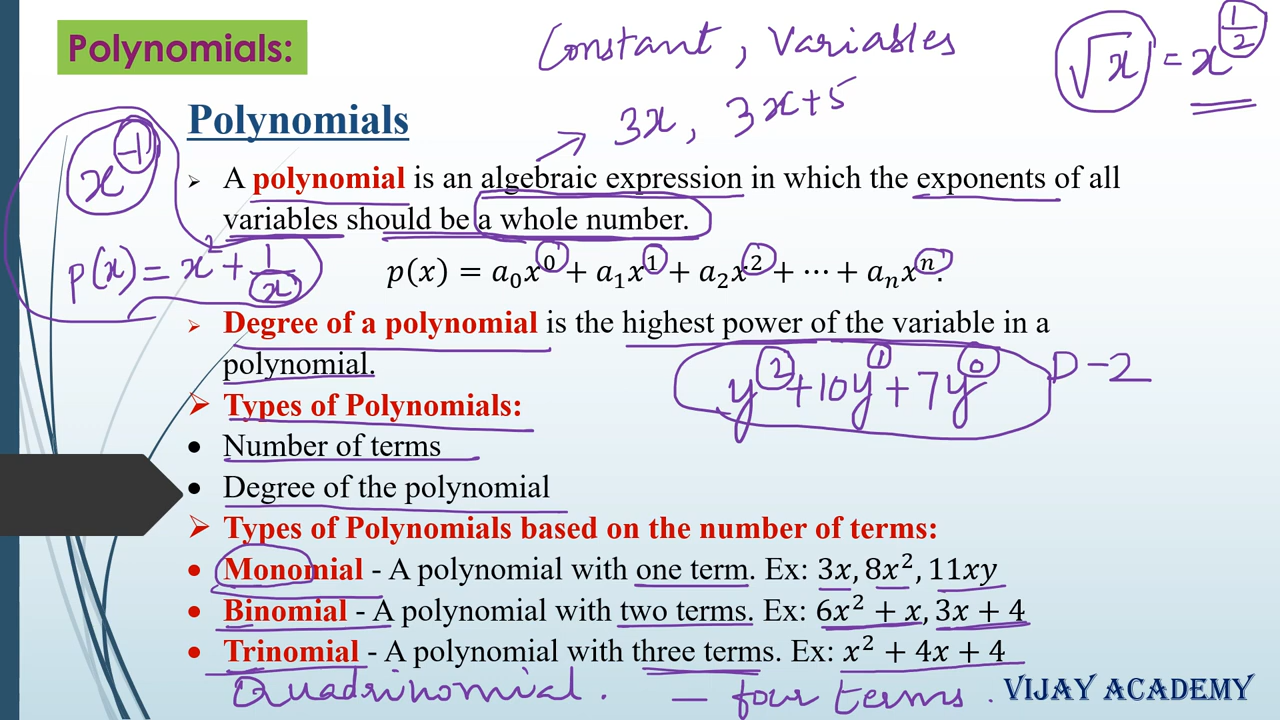 Polynomials:
Constant, Variables
√x = x^{1/2}
Polynomials
→ 3x, 3x+5
x^{-1}
➢ A polynomial is an algebraic expression in which the exponents of all
variables should be a whole number.
p(x) = x² + 1/x
p(x) = a₀x⁰ + a₁x¹ + a₂x² + ⋯ + aₙxⁿ.
➢ Degree of a polynomial is the highest power of the variable in a
polynomial.
y² + 10y¹ + 7y⁰ D-2
➢ Types of Polynomials:
• Number of terms
• Degree of the polynomial
➢ Types of Polynomials based on the number of terms:
• Monomial - A polynomial with one term. Ex: 3x, 8x², 11xy
• Binomial - A polynomial with two terms. Ex: 6x² + x, 3x + 4
• Trinomial - A polynomial with three terms. Ex: x² + 4x + 4
Quadrinomial. - four terms.
VIJAY ACADEMY